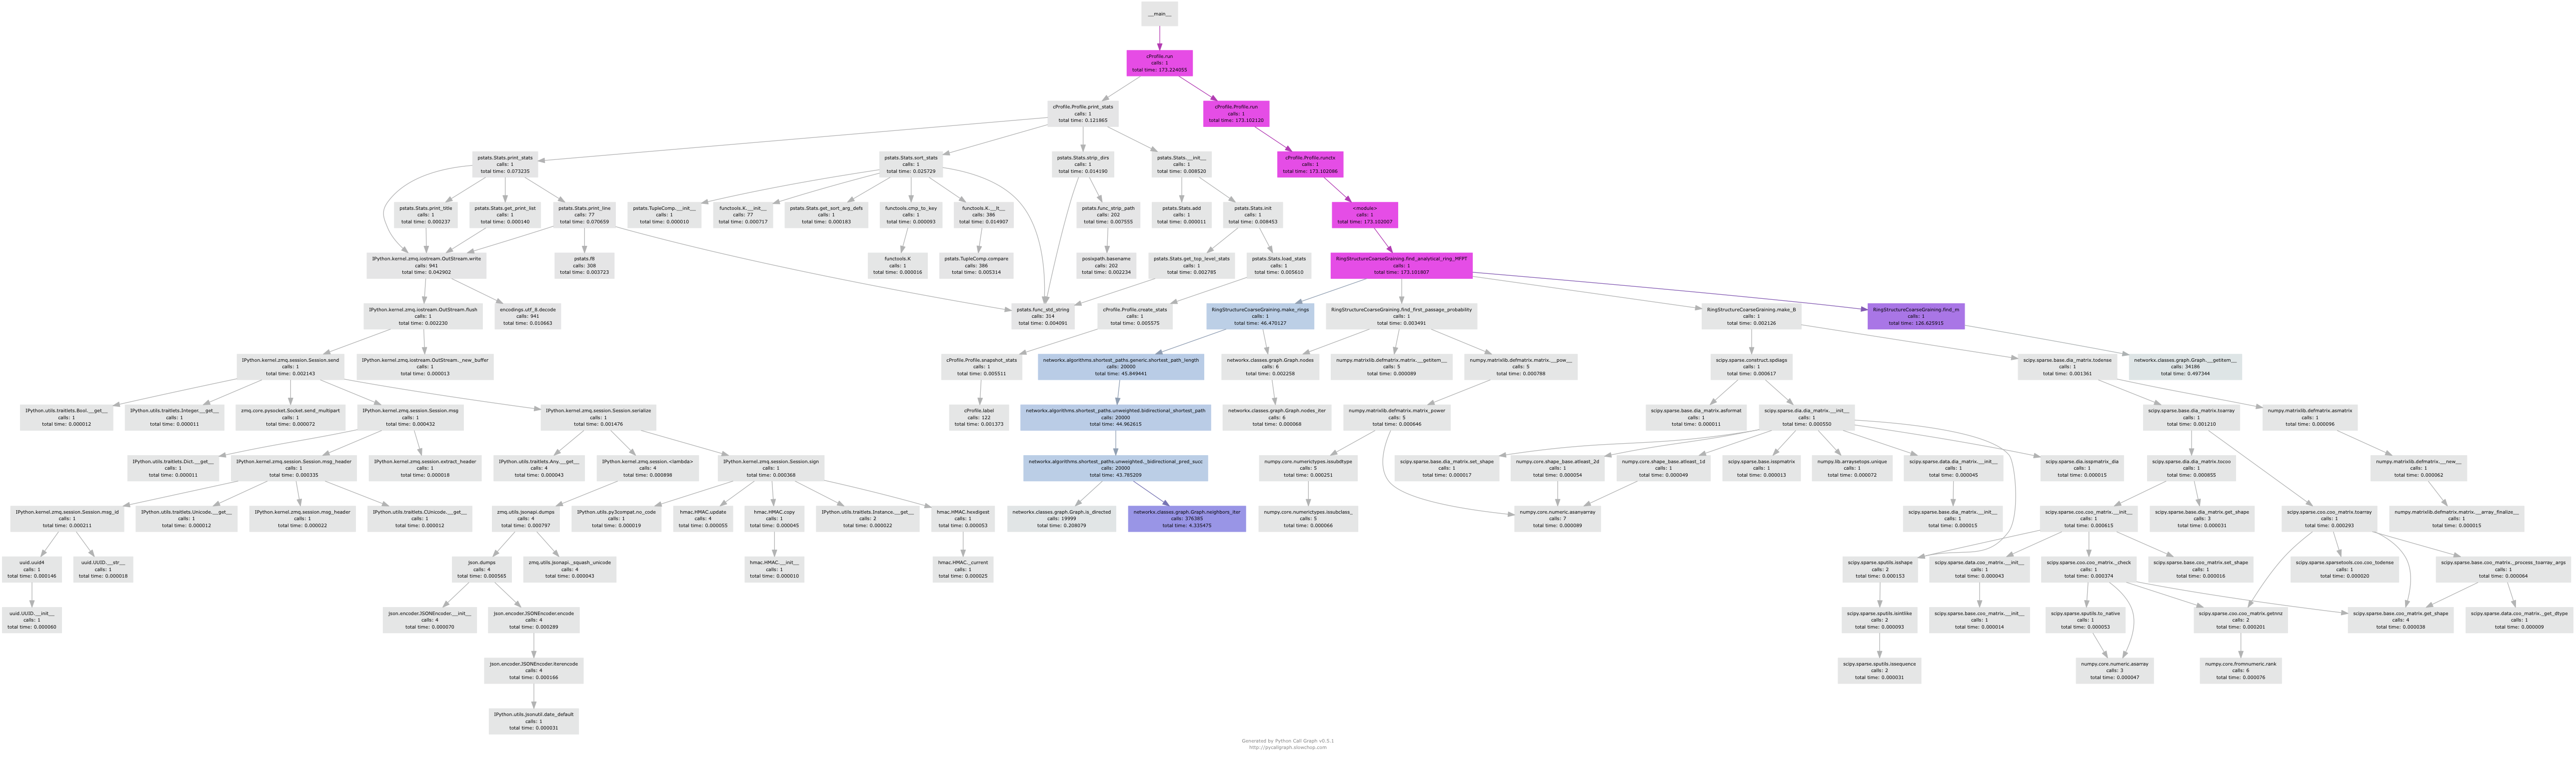 __main__
cProfile.run
calls: 1
total time: 173.224055
cProfile.Profile.print_stats
calls: 1
total time: 0.121865
cProfile.Profile.run
calls: 1
total time: 173.102120
pstats.Stats.print_stats
calls: 1
total time: 0.073235
pstats.Stats.sort_stats
calls: 1
total time: 0.025729
pstats.Stats.strip_dirs
calls: 1
total time: 0.014190
pstats.Stats.__init__
calls: 1
total time: 0.008520
cProfile.Profile.runctx
calls: 1
total time: 173.102086
pstats.Stats.print_title
calls: 1
total time: 0.000237
pstats.Stats.get_print_list
calls: 1
total time: 0.000140
pstats.Stats.print_line
calls: 77
total time: 0.070659
pstats.TupleComp.__init__
calls: 1
total time: 0.000010
functools.K.__init__
calls: 77
total time: 0.000717
pstats.Stats.get_sort_arg_defs
calls: 1
total time: 0.000183
functools.cmp_to_key
calls: 1
total time: 0.000093
functools.K.__lt__
calls: 386
total time: 0.014907
pstats.func_strip_path
calls: 202
total time: 0.007555
pstats.Stats.add
calls: 1
total time: 0.000011
pstats.Stats.init
calls: 1
total time: 0.008453
<module>
calls: 1
total time: 173.102007
IPython.kernel.zmq.iostream.OutStream.write
calls: 941
total time: 0.042902
pstats.f8
calls: 308
total time: 0.003723
functools.K
calls: 1
total time: 0.000016
pstats.TupleComp.compare
calls: 386
total time: 0.005314
posixpath.basename
calls: 202
total time: 0.002234
pstats.Stats.get_top_level_stats
calls: 1
total time: 0.002785
pstats.Stats.load_stats
calls: 1
total time: 0.005610
RingStructureCoarseGraining.find_analytical_ring_MFPT
calls: 1
total time: 173.101807
IPython.kernel.zmq.iostream.OutStream.flush
calls: 1
total time: 0.002230
encodings.utf_8.decode
calls: 941
total time: 0.010663
pstats.func_std_string
calls: 314
total time: 0.004091
cProfile.Profile.create_stats
calls: 1
total time: 0.005575
RingStructureCoarseGraining.make_rings
calls: 1
total time: 46.470127
RingStructureCoarseGraining.find_first_passage_probability
calls: 1
total time: 0.003491
RingStructureCoarseGraining.make_B
calls: 1
total time: 0.002126
RingStructureCoarseGraining.find_m
calls: 1
total time: 126.625915
IPython.kernel.zmq.session.Session.send
calls: 1
total time: 0.002143
IPython.kernel.zmq.iostream.OutStream._new_buffer
calls: 1
total time: 0.000013
cProfile.Profile.snapshot_stats
calls: 1
total time: 0.005511
networkx.algorithms.shortest_paths.generic.shortest_path_length
calls: 20000
total time: 45.849441
networkx.classes.graph.Graph.nodes
calls: 6
total time: 0.002258
numpy.matrixlib.defmatrix.matrix.__getitem__
calls: 5
total time: 0.000089
numpy.matrixlib.defmatrix.matrix.__pow__
calls: 5
total time: 0.000788
scipy.sparse.construct.spdiags
calls: 1
total time: 0.000617
scipy.sparse.base.dia_matrix.todense
calls: 1
total time: 0.001361
networkx.classes.graph.Graph.__getitem__
calls: 34186
total time: 0.497344
IPython.utils.traitlets.Bool.__get__
calls: 1
total time: 0.000012
IPython.utils.traitlets.Integer.__get__
calls: 1
total time: 0.000011
zmq.core.pysocket.Socket.send_multipart
calls: 1
total time: 0.000072
IPython.kernel.zmq.session.Session.msg
calls: 1
total time: 0.000432
IPython.kernel.zmq.session.Session.serialize
calls: 1
total time: 0.001476
cProfile.label
calls: 122
total time: 0.001373
networkx.algorithms.shortest_paths.unweighted.bidirectional_shortest_path
calls: 20000
total time: 44.962615
networkx.classes.graph.Graph.nodes_iter
calls: 6
total time: 0.000068
numpy.matrixlib.defmatrix.matrix_power
calls: 5
total time: 0.000646
scipy.sparse.base.dia_matrix.asformat
calls: 1
total time: 0.000011
scipy.sparse.dia.dia_matrix.__init__
calls: 1
total time: 0.000550
scipy.sparse.base.dia_matrix.toarray
calls: 1
total time: 0.001210
numpy.matrixlib.defmatrix.asmatrix
calls: 1
total time: 0.000096
IPython.utils.traitlets.Dict.__get__
calls: 1
total time: 0.000011
IPython.kernel.zmq.session.Session.msg_header
calls: 1
total time: 0.000335
IPython.kernel.zmq.session.extract_header
calls: 1
total time: 0.000018
IPython.utils.traitlets.Any.__get__
calls: 4
total time: 0.000043
IPython.kernel.zmq.session.<lambda>
calls: 4
total time: 0.000898
IPython.kernel.zmq.session.Session.sign
calls: 1
total time: 0.000368
networkx.algorithms.shortest_paths.unweighted._bidirectional_pred_succ
calls: 20000
total time: 43.785209
numpy.core.numerictypes.issubdtype
calls: 5
total time: 0.000251
scipy.sparse.base.dia_matrix.set_shape
calls: 1
total time: 0.000017
numpy.core.shape_base.atleast_2d
calls: 1
total time: 0.000054
numpy.core.shape_base.atleast_1d
calls: 1
total time: 0.000049
scipy.sparse.base.isspmatrix
calls: 1
total time: 0.000013
numpy.lib.arraysetops.unique
calls: 1
total time: 0.000072
scipy.sparse.data.dia_matrix.__init__
calls: 1
total time: 0.000045
scipy.sparse.dia.isspmatrix_dia
calls: 1
total time: 0.000015
scipy.sparse.dia.dia_matrix.tocoo
calls: 1
total time: 0.000855
numpy.matrixlib.defmatrix.__new__
calls: 1
total time: 0.000062
IPython.kernel.zmq.session.Session.msg_id
calls: 1
total time: 0.000211
IPython.utils.traitlets.Unicode.__get__
calls: 1
total time: 0.000012
IPython.kernel.zmq.session.msg_header
calls: 1
total time: 0.000022
IPython.utils.traitlets.CUnicode.__get__
calls: 1
total time: 0.000012
zmq.utils.jsonapi.dumps
calls: 4
total time: 0.000797
IPython.utils.py3compat.no_code
calls: 1
total time: 0.000019
hmac.HMAC.update
calls: 4
total time: 0.000055
hmac.HMAC.copy
calls: 1
total time: 0.000045
IPython.utils.traitlets.Instance.__get__
calls: 2
total time: 0.000022
hmac.HMAC.hexdigest
calls: 1
total time: 0.000053
networkx.classes.graph.Graph.is_directed
calls: 19999
total time: 0.208079
networkx.classes.graph.Graph.neighbors_iter
calls: 376385
total time: 4.335475
numpy.core.numerictypes.issubclass_
calls: 5
total time: 0.000066
numpy.core.numeric.asanyarray
calls: 7
total time: 0.000089
scipy.sparse.base.dia_matrix.__init__
calls: 1
total time: 0.000015
scipy.sparse.coo.coo_matrix.__init__
calls: 1
total time: 0.000615
scipy.sparse.base.dia_matrix.get_shape
calls: 3
total time: 0.000031
scipy.sparse.coo.coo_matrix.toarray
calls: 1
total time: 0.000293
numpy.matrixlib.defmatrix.matrix.__array_finalize__
calls: 1
total time: 0.000015
uuid.uuid4
calls: 1
total time: 0.000146
uuid.UUID.__str__
calls: 1
total time: 0.000018
json.dumps
calls: 4
total time: 0.000565
zmq.utils.jsonapi._squash_unicode
calls: 4
total time: 0.000043
hmac.HMAC.__init__
calls: 1
total time: 0.000010
hmac.HMAC._current
calls: 1
total time: 0.000025
scipy.sparse.sputils.isshape
calls: 2
total time: 0.000153
scipy.sparse.data.coo_matrix.__init__
calls: 1
total time: 0.000043
scipy.sparse.coo.coo_matrix._check
calls: 1
total time: 0.000374
scipy.sparse.base.coo_matrix.set_shape
calls: 1
total time: 0.000016
scipy.sparse.sparsetools.coo.coo_todense
calls: 1
total time: 0.000020
scipy.sparse.base.coo_matrix._process_toarray_args
calls: 1
total time: 0.000064
uuid.UUID.__init__
calls: 1
total time: 0.000060
json.encoder.JSONEncoder.__init__
calls: 4
total time: 0.000070
json.encoder.JSONEncoder.encode
calls: 4
total time: 0.000289
scipy.sparse.sputils.isintlike
calls: 2
total time: 0.000093
scipy.sparse.base.coo_matrix.__init__
calls: 1
total time: 0.000014
scipy.sparse.sputils.to_native
calls: 1
total time: 0.000053
scipy.sparse.coo.coo_matrix.getnnz
calls: 2
total time: 0.000201
scipy.sparse.base.coo_matrix.get_shape
calls: 4
total time: 0.000038
scipy.sparse.data.coo_matrix._get_dtype
calls: 1
total time: 0.000009
json.encoder.JSONEncoder.iterencode
calls: 4
total time: 0.000166
scipy.sparse.sputils.issequence
calls: 2
total time: 0.000031
numpy.core.numeric.asarray
calls: 3
total time: 0.000047
numpy.core.fromnumeric.rank
calls: 6
total time: 0.000076
IPython.utils.jsonutil.date_default
calls: 1
total time: 0.000031
Generated by Python Call Graph v0.5.1
http://pycallgraph.slowchop.com